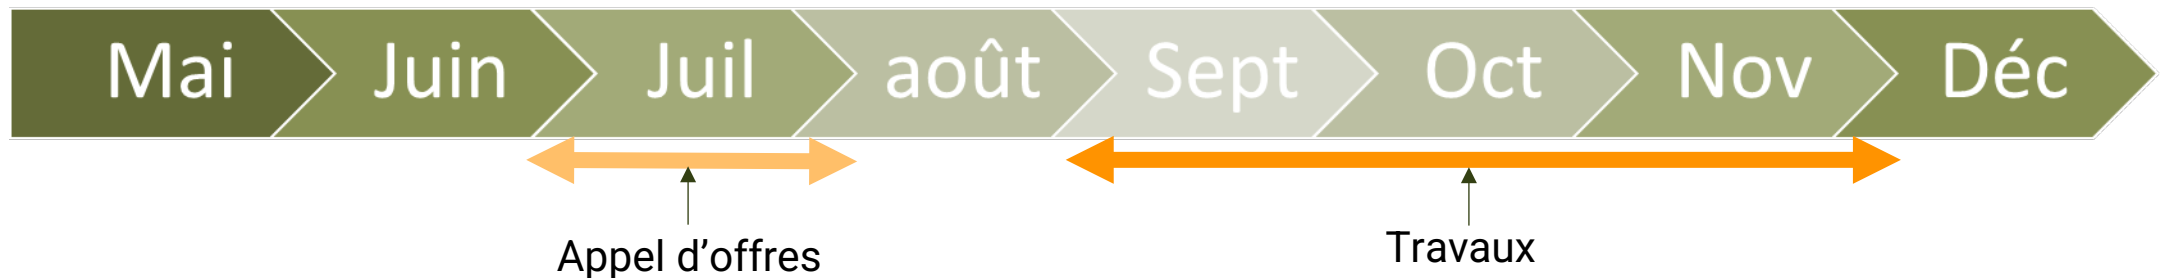 Mai Juin Juil août Sept Oct Nov Déc
Appel d’offres
Travaux